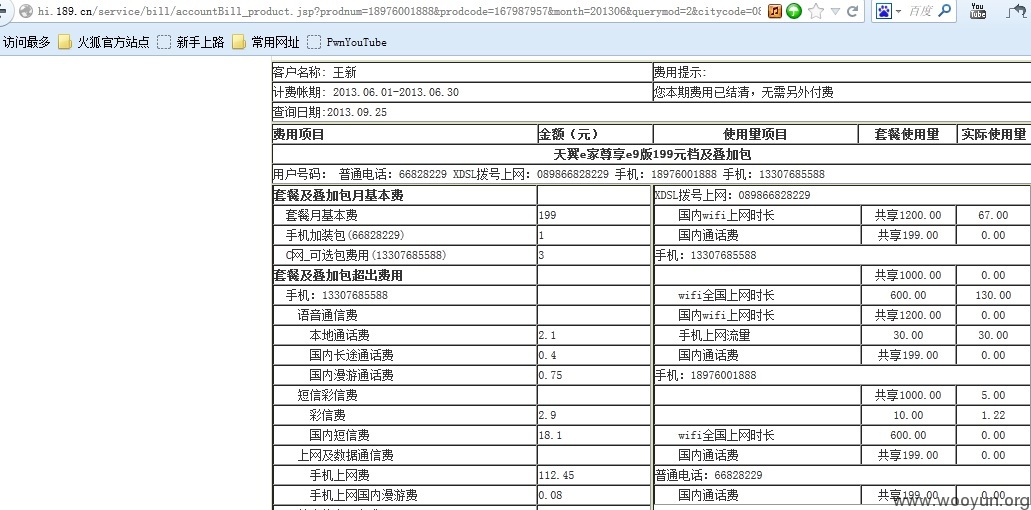 hi.189.cn/service/bill/accountBill_product.jsp?prodnum=18976001888&prodcode=167987957&month=201306&querymod=2&citycode=08 百度 You Tube
访问最多 火狐官方站点 新手上路 常用网址 PwnYouTube
客户名称: 王新 费用提示:
计费帐期: 2013.06.01-2013.06.30 您本期费用已结清，无需另外付费
查询日期:2013.09.25
费用项目 金额（元） 使用量项目 套餐使用量 实际使用量
天翼e家尊享e9版199元档及叠加包
用户号码: 普通电话: 66828229 XDSL拨号上网: 089866828229 手机: 18976001888 手机: 13307685588
套餐及叠加包月基本费 XDSL拨号上网: 089866828229
套餐月基本费 199 国内wifi上网时长 共享1200.00 67.00
手机加装包(66828229) 1 国内通话费 共享199.00 0.00
C网_可选包费用(13307685588) 3 手机: 13307685588
套餐及叠加包超出费用 共享1000.00 0.00
手机: 13307685588 wifi全国上网时长 600.00 130.00
语音通信费 国内wifi上网时长 共享1200.00 0.00
本地通话费 2.1 手机上网流量 30.00 30.00
国内长途通话费 0.4 国内通话费 共享199.00 0.00
国内漫游通话费 0.75 手机: 18976001888
短信彩信费 共享1000.00 5.00
彩信费 2.9 10.00 1.22
国内短信费 18.1 wifi全国上网时长 600.00 0.00
上网及数据通信费 国内通话费 共享199.00 0.00
手机上网费 112.45 普通电话: 66828229
手机上网国内漫游费 0.08 国内通话费 共享199.00 0.00
www.wooyun.org